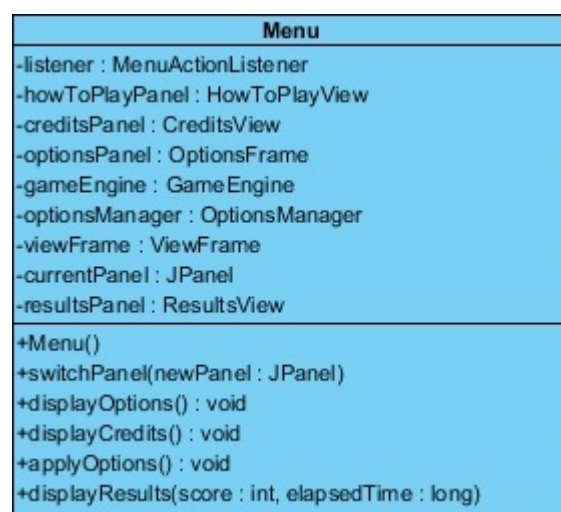 Menu
-listener : MenuActionListener
-howToPlayPanel : HowToPlayView
-creditsPanel : CreditsView
-optionsPanel : OptionsFrame
-gameEngine : GameEngine
-optionsManager : OptionsManager
-viewFrame : ViewFrame
-currentPanel : JPanel
-resultsPanel : ResultsView
+Menu()
+switchPanel(newPanel : JPanel)
+displayOptions() : void
+displayCredits() : void
+applyOptions() : void
+displayResults(score : int, elapsedTime : long)